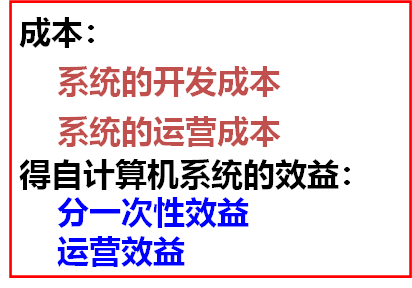 成本：
系统的开发成本
系统的运营成本
得自计算机系统的效益：
分一次性效益
运营效益